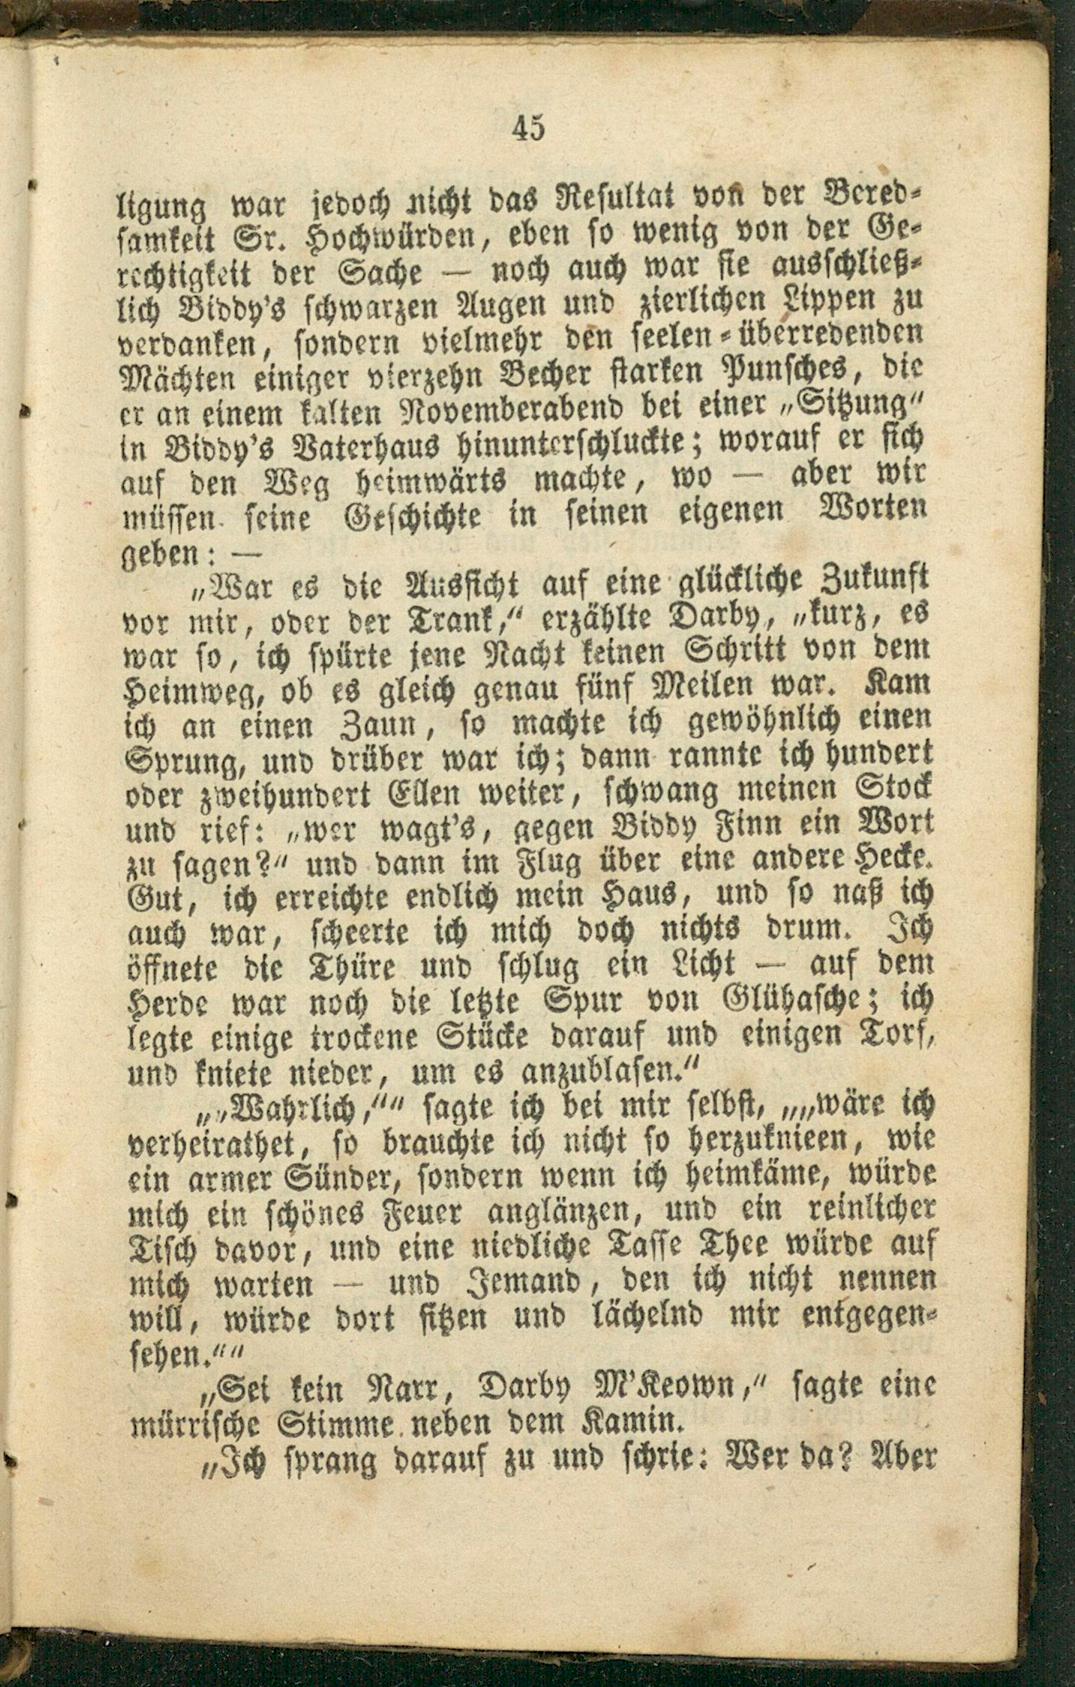 45
ligung war jedoch nicht das Resultat von der Bered-
samkeit Sr. Hochwürden, eben so wenig von der Ge-
rechtigkeit der Sache — noch auch war sie ausschließ-
lich Biddy's schwarzen Augen und zierlichen Lippen zu
verdanken, sondern vielmehr den seelen-überredenden
Mächten einiger vierzehn Becher starken Punsches, die
er an einem kalten Novemberabend bei einer „Sitzung“
in Biddy's Vaterhaus hinunterschluckte; worauf er sich
auf den Weg heimwärts machte, wo — aber wir
müssen seine Geschichte in seinen eigenen Worten
geben: —
„War es die Aussicht auf eine glückliche Zukunft
vor mir, oder der Trank,“ erzählte Darby, „kurz, es
war so, ich spürte jene Nacht keinen Schritt von dem
Heimweg, ob es gleich genau fünf Meilen war. Kam
ich an einen Zaun, so machte ich gewöhnlich einen
Sprung, und drüber war ich; dann rannte ich hundert
oder zweihundert Ellen weiter, schwang meinen Stock
und rief: „wer wagt's, gegen Biddy Finn ein Wort
zu sagen?“ und dann im Flug über eine andere Hecke.
Gut, ich erreichte endlich mein Haus, und so naß ich
auch war, scheerte ich mich doch nichts drum. Ich
öffnete die Thüre und schlug ein Licht — auf dem
Herde war noch die letzte Spur von Glühasche; ich
legte einige trockene Stücke darauf und einigen Torf,
und kniete nieder, um es anzublasen.“
„„Wahrlich,““ sagte ich bei mir selbst, „„wäre ich
verheirathet, so brauchte ich nicht so herzuknieen, wie
ein armer Sünder, sondern wenn ich heimkäme, würde
mich ein schönes Feuer anglänzen, und ein reinlicher
Tisch davor, und eine niedliche Tasse Thee würde auf
mich warten — und Jemand, den ich nicht nennen
will, würde dort sitzen und lächelnd mir entgegen-
sehen.““
„Sei kein Narr, Darby M'Keown,“ sagte eine
mürrische Stimme neben dem Kamin.
„Ich sprang darauf zu und schrie: Wer da? Aber